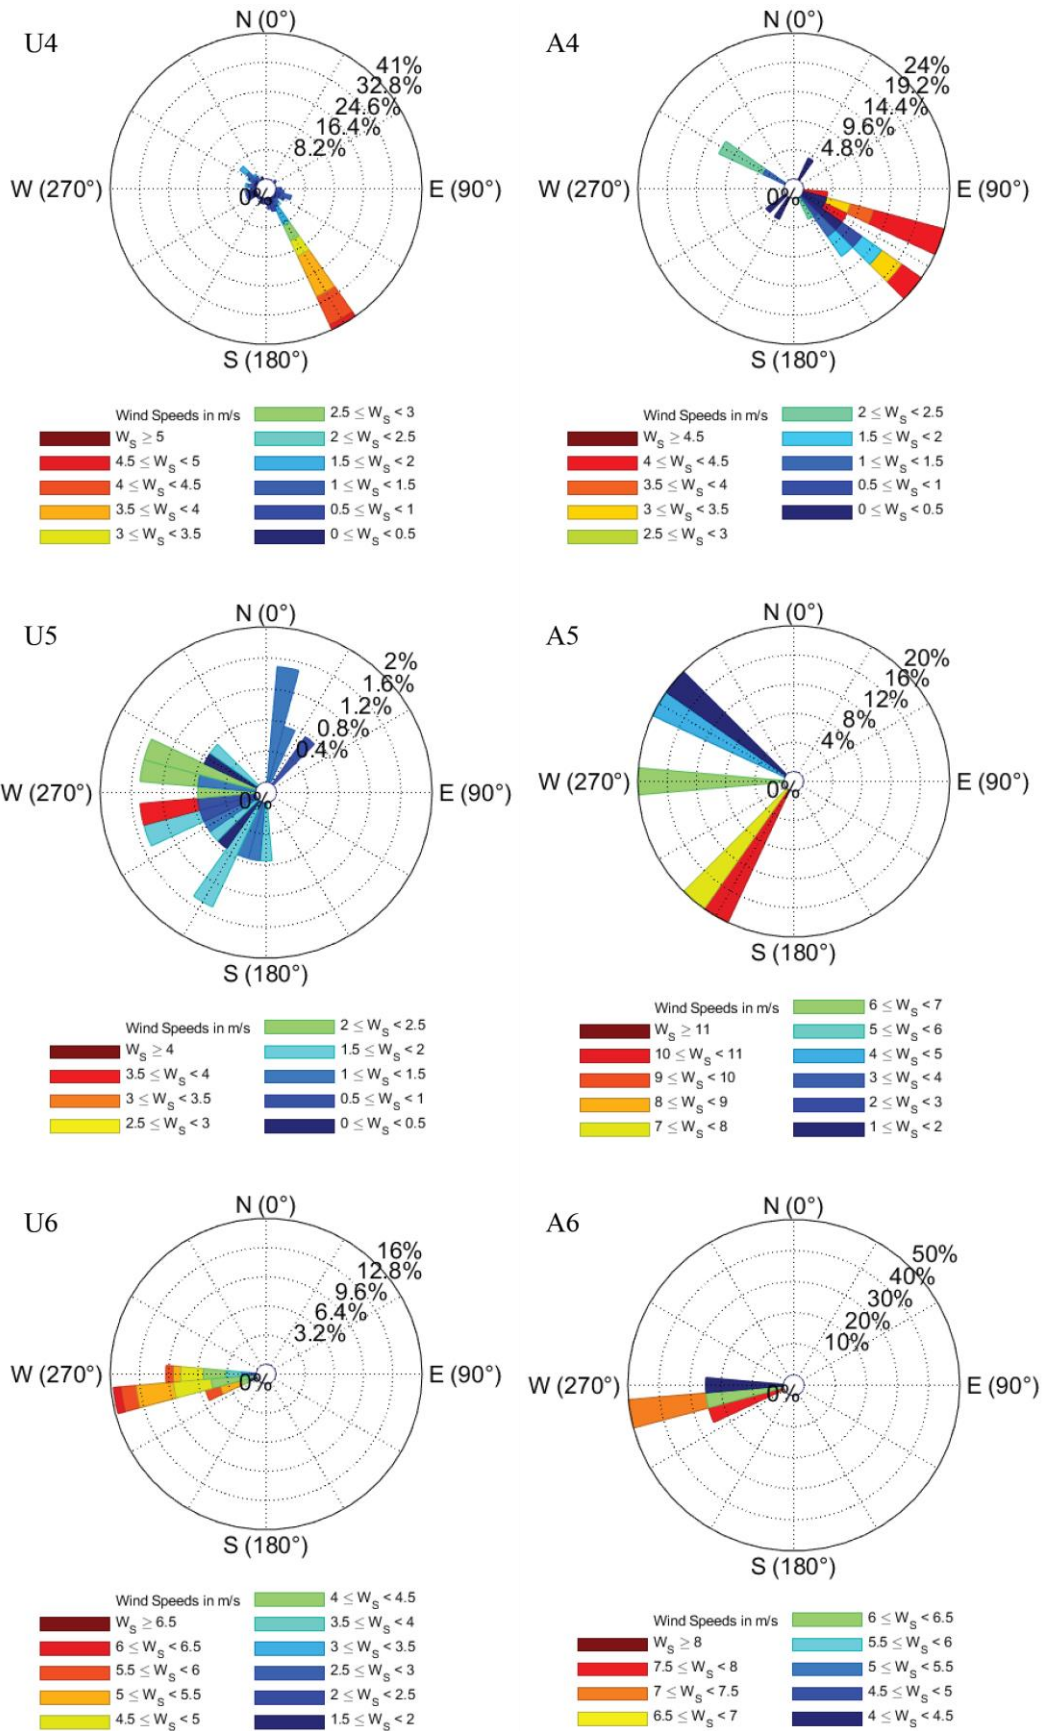 U4
N (0°)
41%
32.8%
24.6%
16.4%
8.2%
0%
W (270°)
E (90°)
S (180°)
Wind Speeds in m/s
W_S ≥ 5
4.5 ≤ W_S < 5
4 ≤ W_S < 4.5
3.5 ≤ W_S < 4
3 ≤ W_S < 3.5
2.5 ≤ W_S < 3
2 ≤ W_S < 2.5
1.5 ≤ W_S < 2
1 ≤ W_S < 1.5
0.5 ≤ W_S < 1
0 ≤ W_S < 0.5
A4
N (0°)
24%
19.2%
14.4%
9.6%
4.8%
0%
W (270°)
E (90°)
S (180°)
Wind Speeds in m/s
W_S ≥ 4.5
4 ≤ W_S < 4.5
3.5 ≤ W_S < 4
3 ≤ W_S < 3.5
2.5 ≤ W_S < 3
2 ≤ W_S < 2.5
1.5 ≤ W_S < 2
1 ≤ W_S < 1.5
0.5 ≤ W_S < 1
0 ≤ W_S < 0.5
U5
N (0°)
2%
1.6%
1.2%
0.8%
0.4%
0%
W (270°)
E (90°)
S (180°)
Wind Speeds in m/s
W_S ≥ 4
3.5 ≤ W_S < 4
3 ≤ W_S < 3.5
2.5 ≤ W_S < 3
2 ≤ W_S < 2.5
1.5 ≤ W_S < 2
1 ≤ W_S < 1.5
0.5 ≤ W_S < 1
0 ≤ W_S < 0.5
A5
N (0°)
20%
16%
12%
8%
4%
0%
W (270°)
E (90°)
S (180°)
Wind Speeds in m/s
W_S ≥ 11
10 ≤ W_S < 11
9 ≤ W_S < 10
8 ≤ W_S < 9
7 ≤ W_S < 8
6 ≤ W_S < 7
5 ≤ W_S < 6
4 ≤ W_S < 5
3 ≤ W_S < 4
2 ≤ W_S < 3
1 ≤ W_S < 2
U6
N (0°)
16%
12.8%
9.6%
6.4%
3.2%
0%
W (270°)
E (90°)
S (180°)
Wind Speeds in m/s
W_S ≥ 6.5
6 ≤ W_S < 6.5
5.5 ≤ W_S < 6
5 ≤ W_S < 5.5
4.5 ≤ W_S < 5
4 ≤ W_S < 4.5
3.5 ≤ W_S < 4
3 ≤ W_S < 3.5
2.5 ≤ W_S < 3
2 ≤ W_S < 2.5
1.5 ≤ W_S < 2
A6
N (0°)
50%
40%
30%
20%
10%
0%
W (270°)
E (90°)
S (180°)
Wind Speeds in m/s
W_S ≥ 8
7.5 ≤ W_S < 8
7 ≤ W_S < 7.5
6.5 ≤ W_S < 7
6 ≤ W_S < 6.5
5.5 ≤ W_S < 6
5 ≤ W_S < 5.5
4.5 ≤ W_S < 5
4 ≤ W_S < 4.5